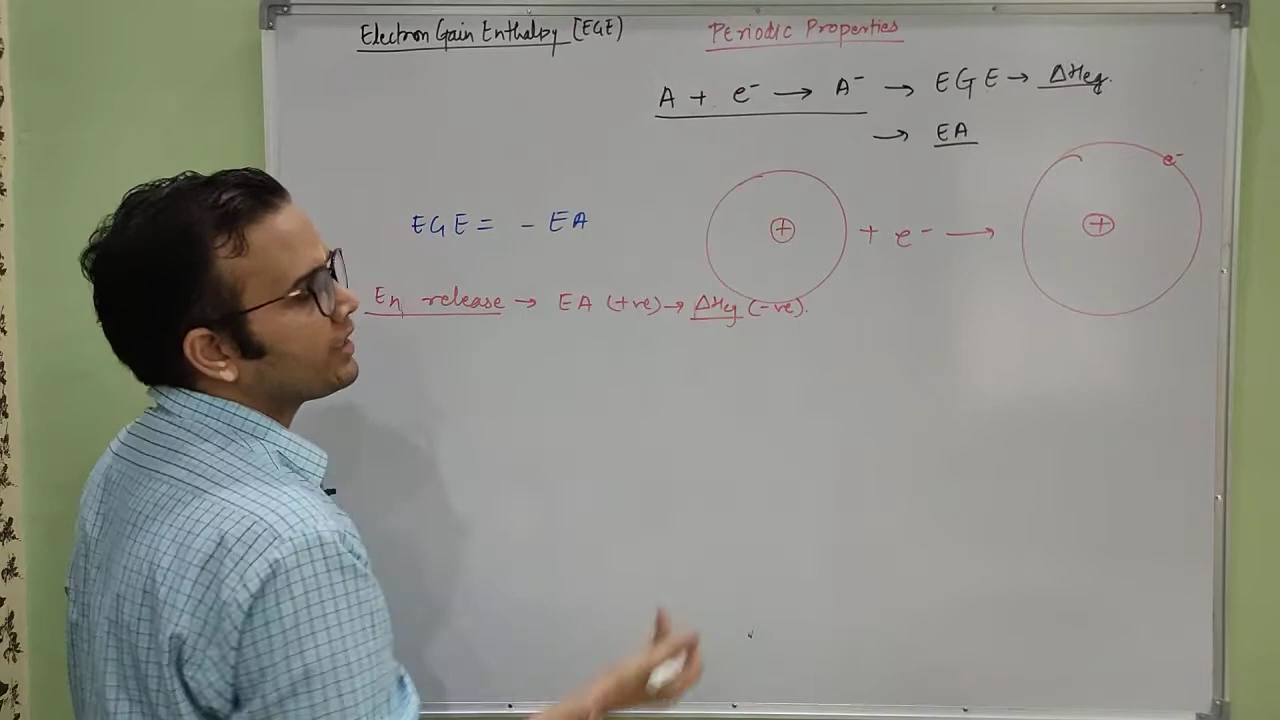 Electron Gain Enthalpy [EGE)
Periodic Properties
A + e⁻ → A⁻ → EGE → ΔHeg.
→ EA
EGE = - EA
+ + e⁻ → + e⁻
En release → EA (+ve) → ΔHeg (-ve).